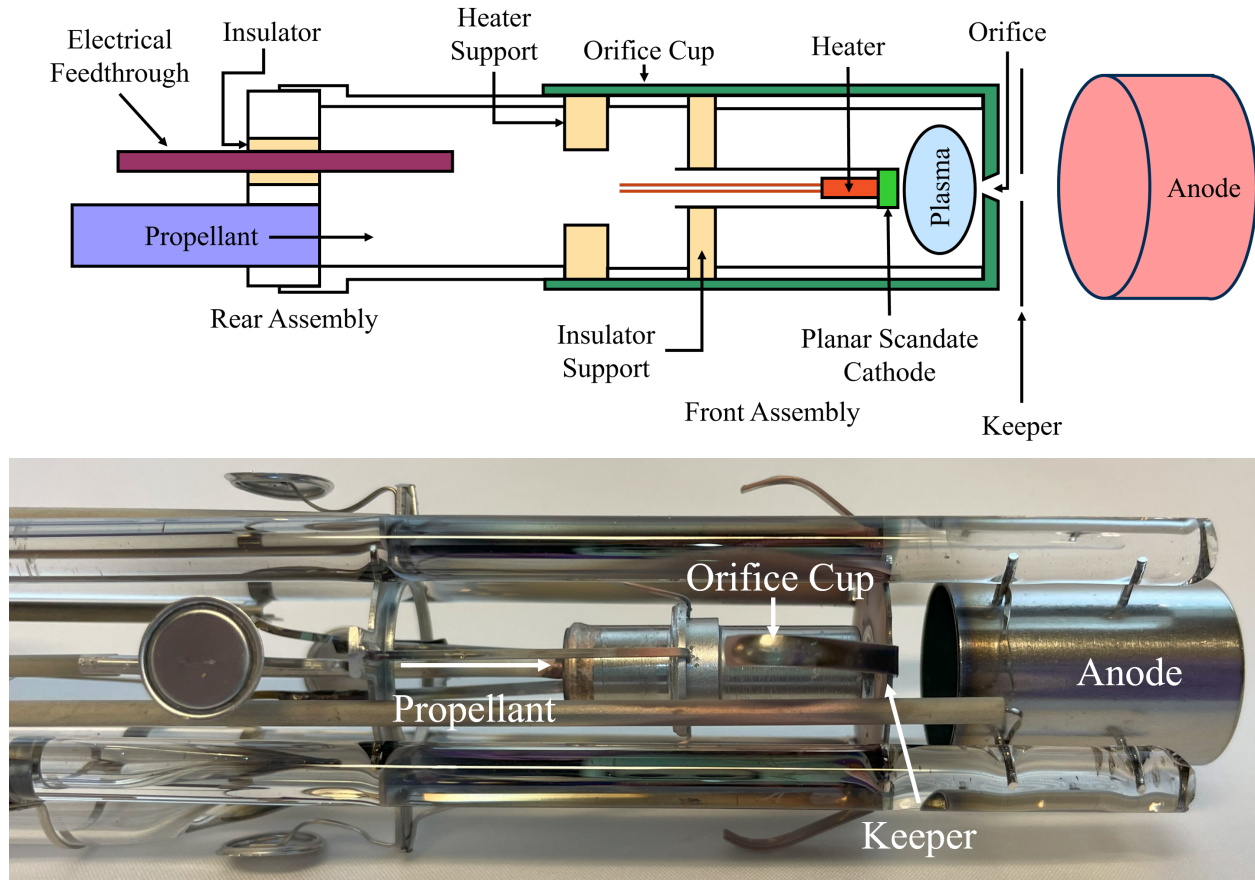 Electrical
Feedthrough
Insulator
Heater
Support
Orifice Cup
Heater
Orifice
Propellant
Plasma
Anode
Rear Assembly
Insulator
Support
Planar Scandate
Cathode
Front Assembly
Keeper
Orifice Cup
Propellant
Anode
Keeper